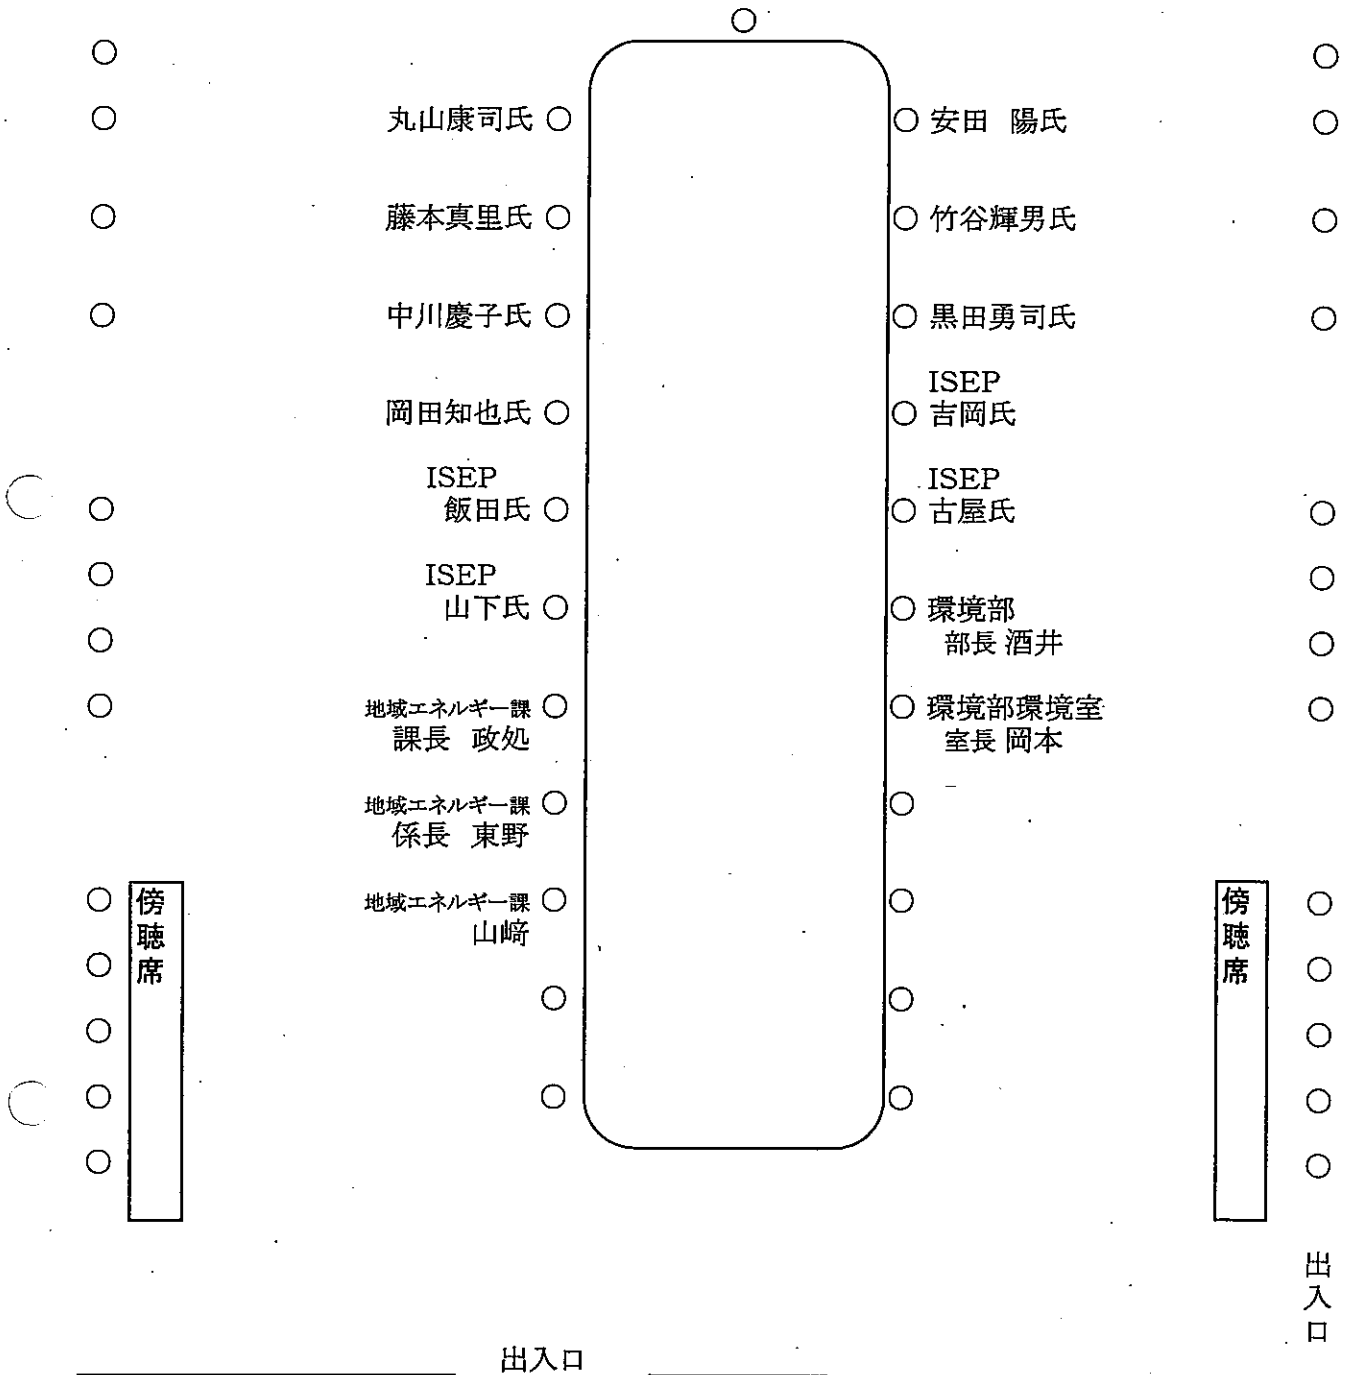 丸山康司氏
藤本真里氏
中川慶子氏
岡田知也氏
ISEP
飯田氏
ISEP
山下氏
地域エネルギー課
課長 政処
地域エネルギー課
係長 東野
地域エネルギー課
山﨑
安田 陽氏
竹谷輝男氏
黒田勇司氏
ISEP
吉岡氏
ISEP
古屋氏
環境部
部長 酒井
環境部環境室
室長 岡本
傍聴席
傍聴席
出入口
出入口